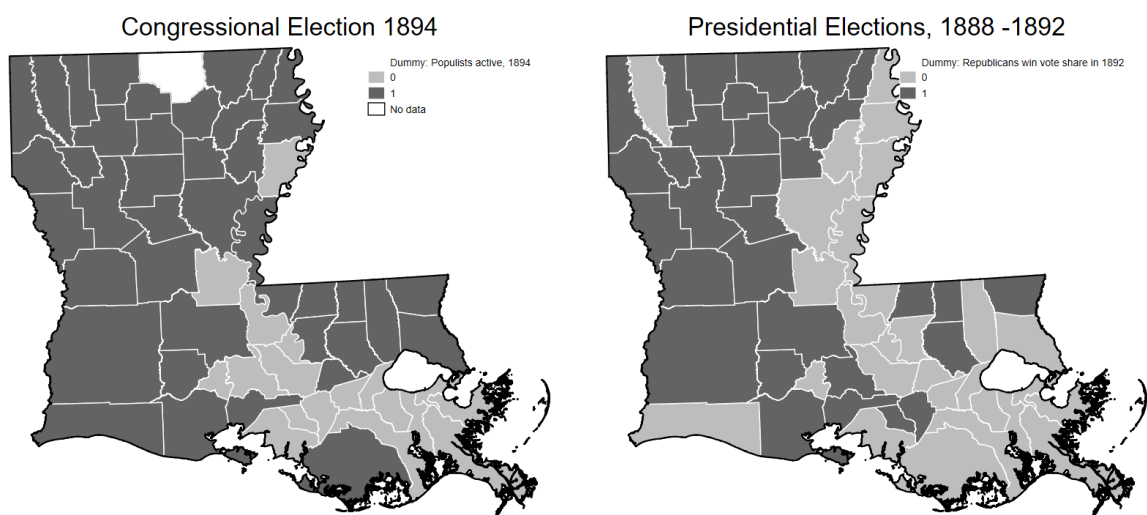 Congressional Election 1894
Dummy: Populists active, 1894
0
1
No data
Presidential Elections, 1888 -1892
Dummy: Republicans win vote share in 1892
0
1